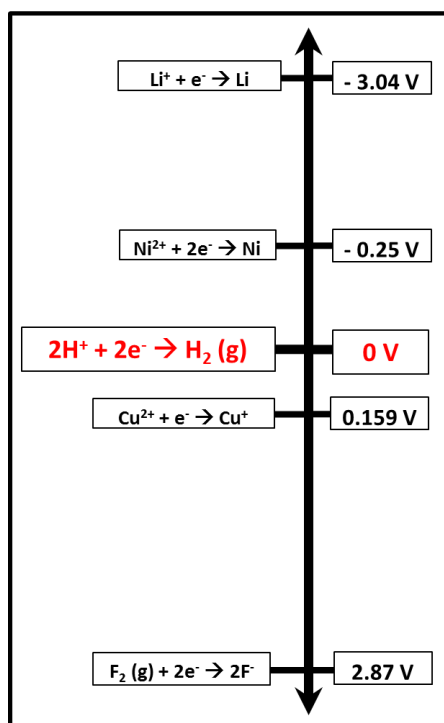 Li⁺ + e⁻ → Li - 3.04 V
Ni²⁺ + 2e⁻ → Ni - 0.25 V
2H⁺ + 2e⁻ → H₂ (g) 0 V
Cu²⁺ + e⁻ → Cu⁺ 0.159 V
F₂ (g) + 2e⁻ → 2F⁻ 2.87 V